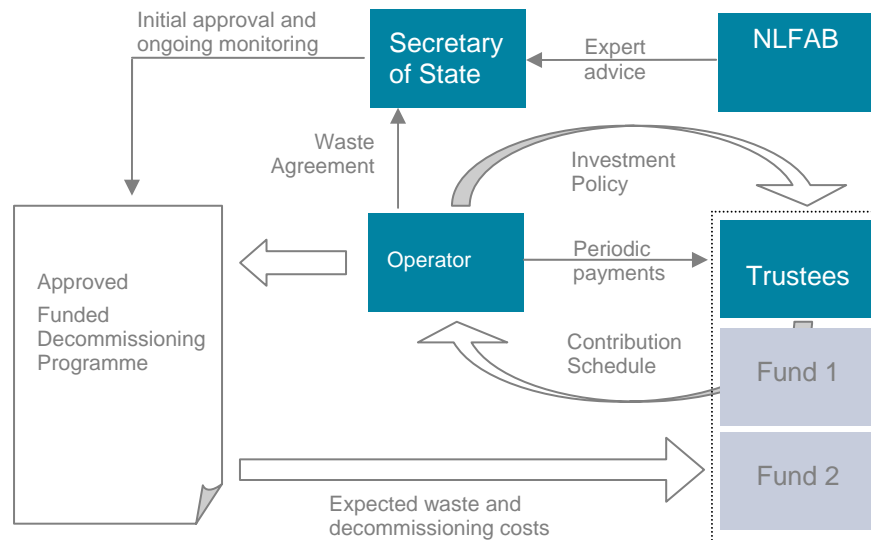 Initial approval and
ongoing monitoring
Secretary
of State
Expert
advice
NLFAB
Waste
Agreement
Investment
Policy
Operator
Periodic
payments
Trustees
Approved
Funded
Decommissioning
Programme
Contribution
Schedule
Fund 1
Fund 2
Expected waste and
decommissioning costs